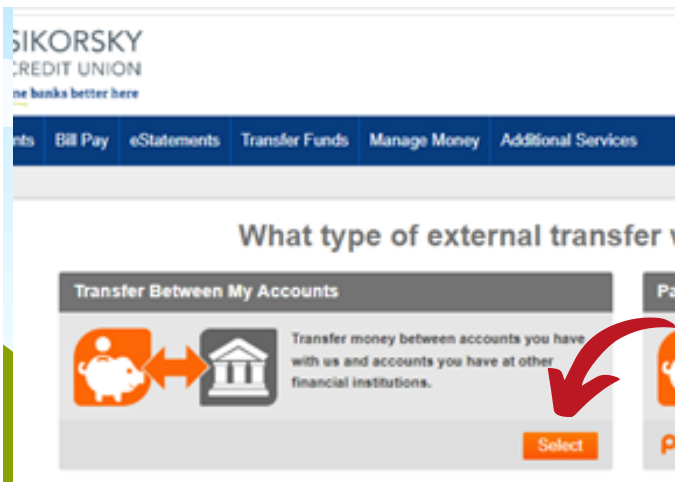 SIKORSKY
CREDIT UNION
banks better here
Bill Pay eStatements Transfer Funds Manage Money Additional Services
What type of external transfer
Transfer Between My Accounts
Transfer money between accounts you have
with us and accounts you have at other
financial institutions.
Select